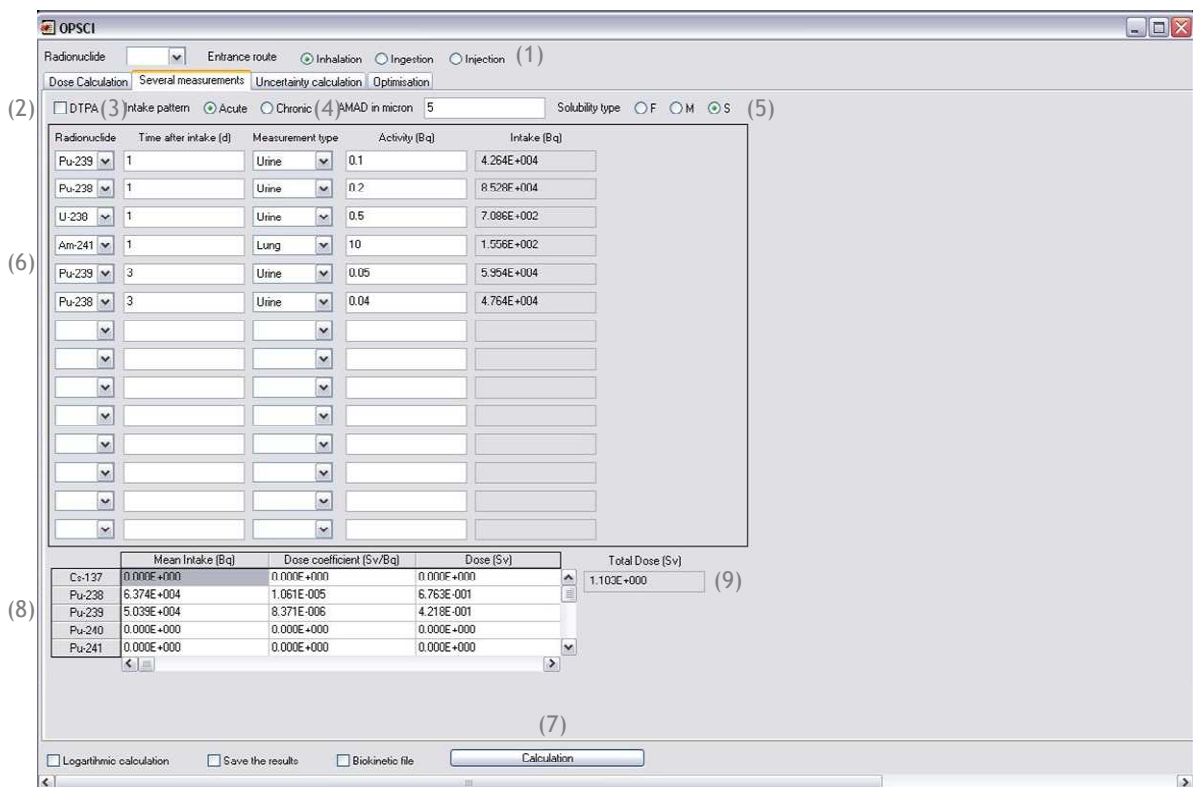 OPSCI
Radionuclide Entrance route Inhalation Ingestion Injection (1)
Dose Calculation Several measurements Uncertainty calculation Optimisation
(2) DTPA (3) Intake pattern Acute Chronic (4) AMAD in micron 5 Solubility type F M S (5)
Radionuclide Time after intake (d) Measurement type Activity (Bq) Intake (Bq)
Pu-239 1 Urine 0.1 4.264E+004
Pu-238 1 Urine 0.2 8.528E+004
U-238 1 Urine 0.5 7.086E+002
Am-241 1 Lung 10 1.556E+002
(6)
Pu-239 3 Urine 0.05 5.954E+004
Pu-238 3 Urine 0.04 4.764E+004
Mean Intake (Bq) Dose coefficient (Sv/Bq) Dose (Sv) Total Dose (Sv)
Cs-137 0.000E+000 0.000E+000 0.000E+000 1.103E+000 (9)
Pu-238 6.374E+004 1.061E-005 6.763E-001
(8) Pu-239 5.039E+004 8.371E-006 4.218E-001
Pu-240 0.000E+000 0.000E+000 0.000E+000
Pu-241 0.000E+000 0.000E+000 0.000E+000
(7)
Logartihmic calculation Save the results Biokinetic file Calculation